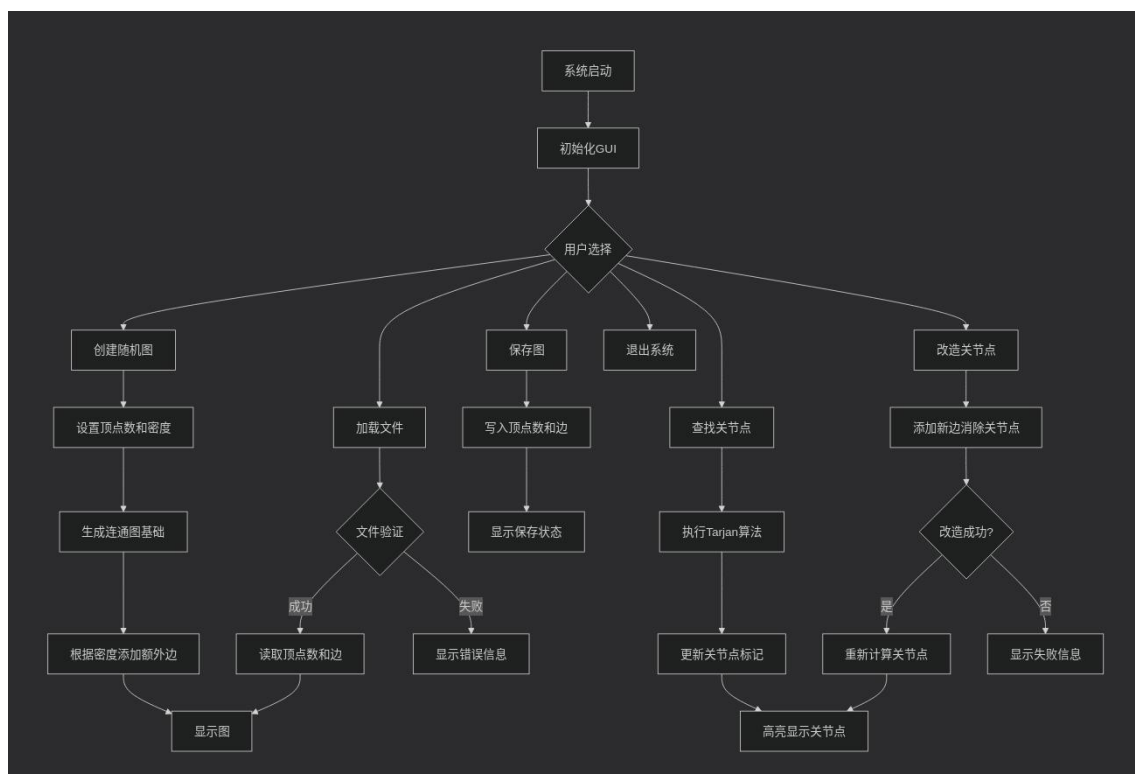 系统启动
初始化GUI
用户选择
创建随机图
保存图
退出系统
改造关节点
设置顶点数和密度
加载文件
写入顶点数和边
查找关节点
添加新边消除关节点
生成连通图基础
文件验证
显示保存状态
执行Tarjan算法
改造成功?
成功
失败
是
否
根据密度添加额外边
读取顶点数和边
显示错误信息
更新关节点标记
重新计算关节点
显示失败信息
显示图
高亮显示关节点